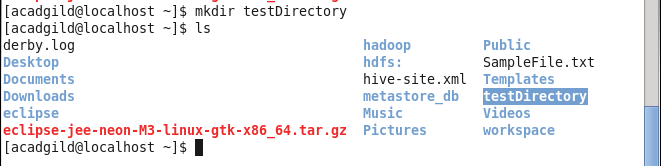 [acadgild@localhost ~]$ mkdir testDirectory
[acadgild@localhost ~]$ ls
derby.log hadoop Public
Desktop hdfs: SampleFile.txt
Documents hive-site.xml Templates
Downloads metastore_db testDirectory
eclipse Music Videos
eclipse-jee-neon-M3-linux-gtk-x86_64.tar.gz Pictures workspace
[acadgild@localhost ~]$